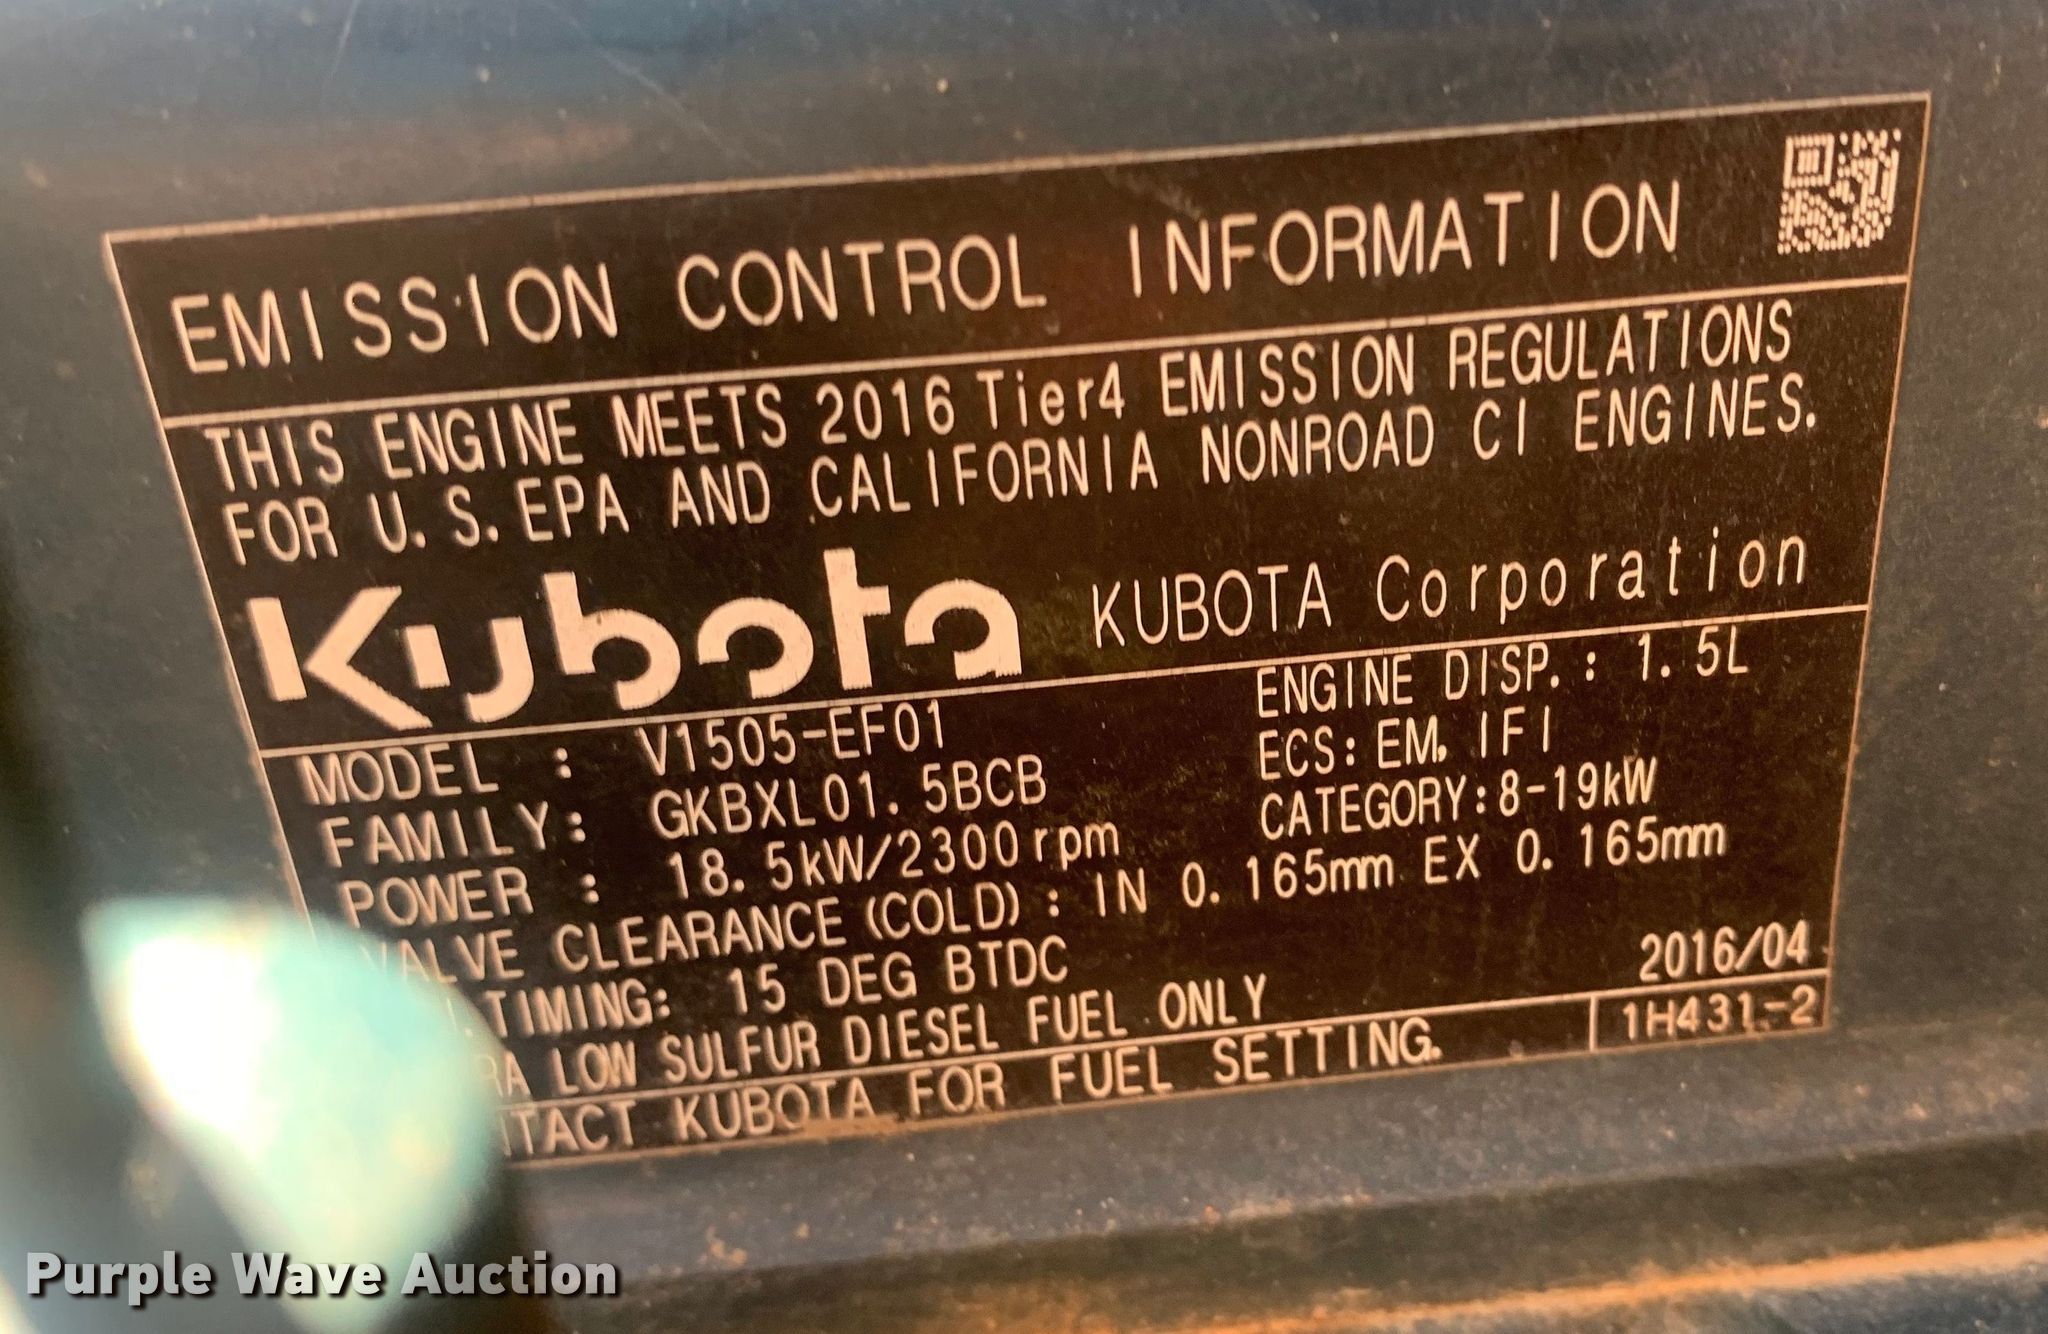 EMISSION CONTROL INFORMATION
THIS ENGINE MEETS 2016 Tier4 EMISSION REGULATIONS
FOR U.S. EPA AND CALIFORNIA NONROAD CI ENGINES.
Kubota KUBOTA Corporation
MODEL : V1505-EF01 ENGINE DISP. : 1.5L
FAMILY: GKBXL01.5BCB ECS: EM, IFI
POWER : 18.5kW/2300rpm CATEGORY: 8-19kW
VALVE CLEARANCE (COLD) : IN 0.165mm EX 0.165mm
TIMING: 15 DEG BTDC 2016/04
LOW SULFUR DIESEL FUEL ONLY
KUBOTA FOR FUEL SETTING. 1H431-2
Purple Wave Auction